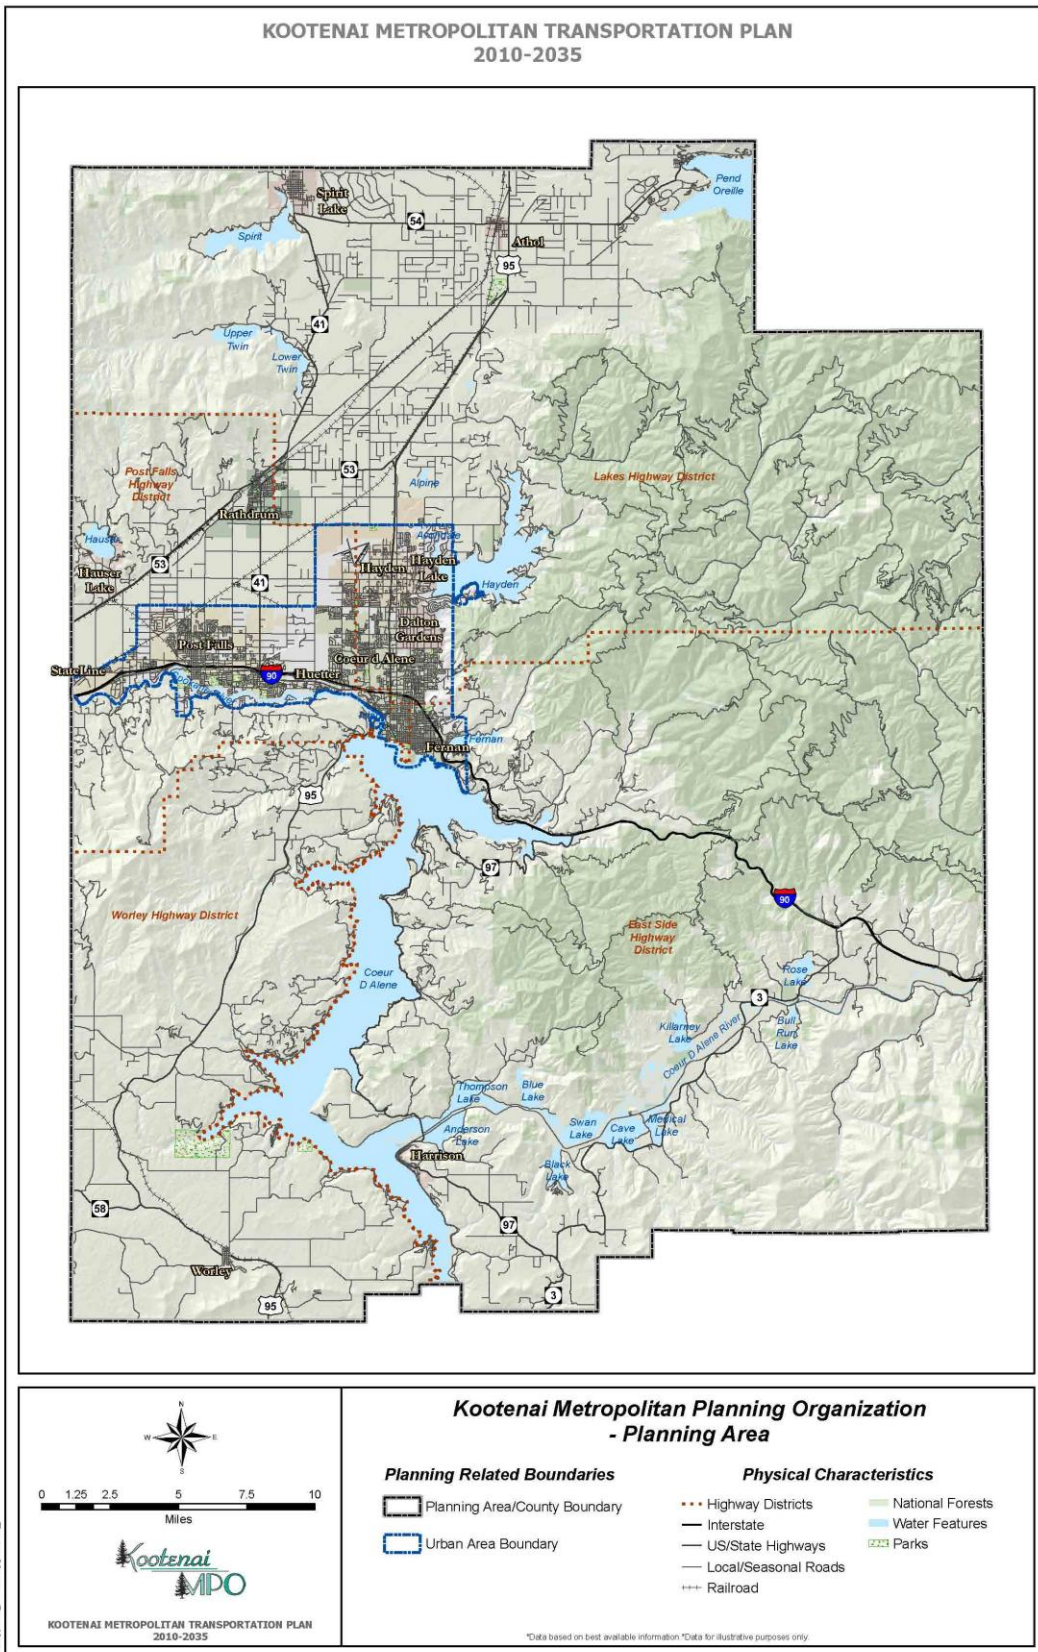 KOOTENAI METROPOLITAN TRANSPORTATION PLAN
2010-2035
Pend
Oreille
Spirit
Lake
54
Athol
Spirit
95
41
Upper
Twin
Lower
Twin
Post Falls
Highway
District
53
Alpine
Lakes Highway District
Rathdrum
Hauser
Avondale
Hauser
Lake
53
41
Hayden
Hayden
Lake
Hayden
Dalton
Gardens
Post Falls
StateLine
Coeur d Alene
90
Huetter
Fernan
Fernan
95
97
90
Worley Highway District
East Side
Highway
District
Coeur
D Alene
Rose
Lake
3
Killarney
Lake
Bull
Run
Lake
Coeur D Alene River
Thompson
Lake
Blue
Lake
Anderson
Lake
Swan
Lake
Cave
Lake
Medical
Lake
Harrison
Black
Lake
58
97
Worley
95
3
N
W
E
S
0 1.25 2.5 5 7.5 10
Miles
Kootenai
MPO
KOOTENAI METROPOLITAN TRANSPORTATION PLAN
2010-2035
Kootenai Metropolitan Planning Organization
- Planning Area
Planning Related Boundaries
Planning Area/County Boundary
Urban Area Boundary
Physical Characteristics
Highway Districts
Interstate
US/State Highways
Local/Seasonal Roads
Railroad
National Forests
Water Features
Parks
*Data based on best available information *Data for illustrative purposes only.